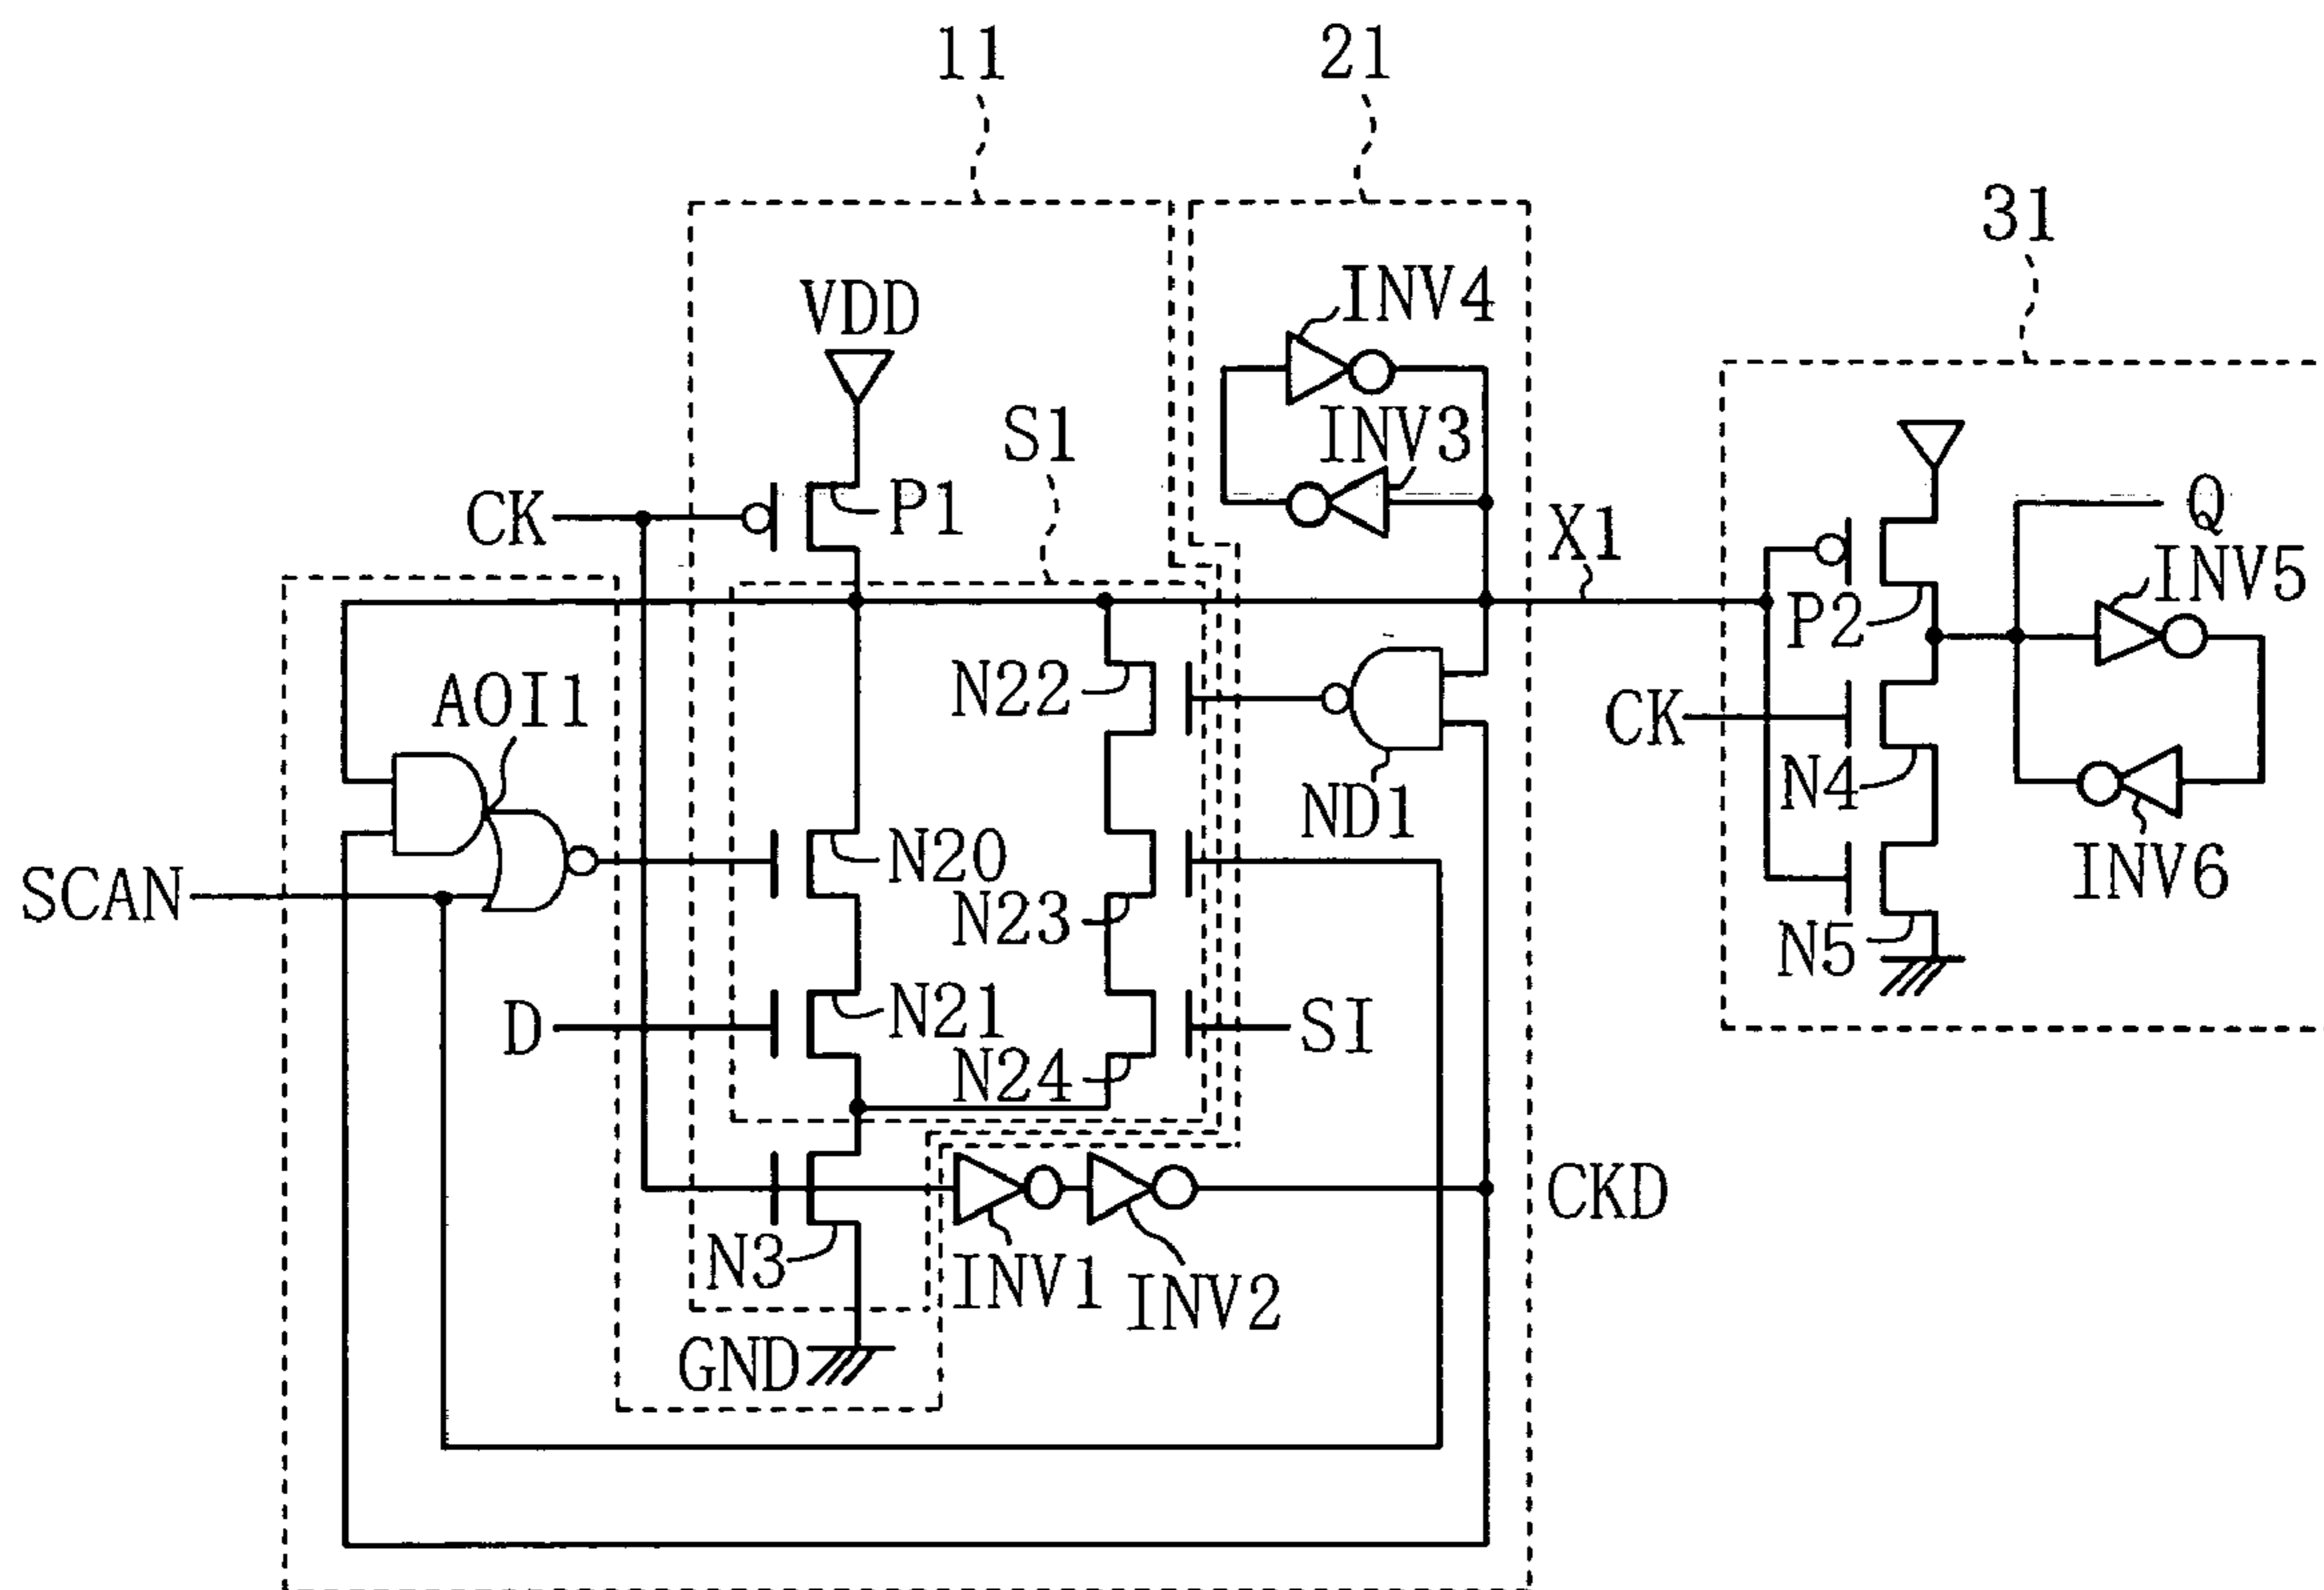 11
21
31
VDD
INV4
S1
INV3
CK
P1
X1
Q
INV5
P2
AOI1
N22
CK
ND1
N4
SCAN
N20
N23
INV6
N5
D
N21
SI
N24
CKD
N3
INV1
INV2
GND